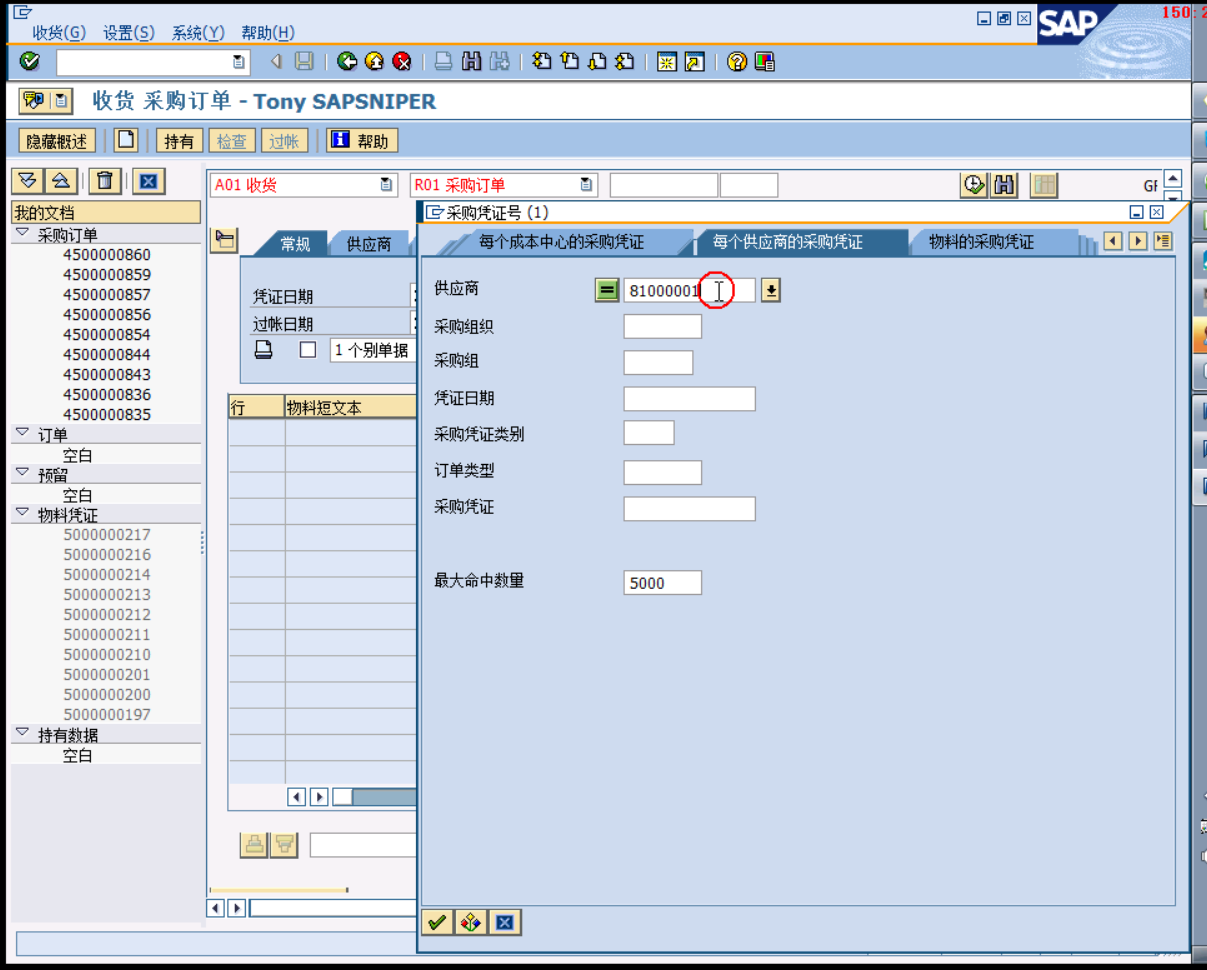 150:2
收货(G) 设置(S) 系统(Y) 帮助(H)
SAP
收货 采购订单 - Tony SAPSNIPER
隐藏概述 持有 检查 过帐 帮助
A01 收货 R01 采购订单
我的文档
采购订单
4500000860
4500000859
4500000857
4500000856
4500000854
4500000844
4500000843
4500000836
4500000835
订单
空白
预留
空白
物料凭证
5000000217
5000000216
5000000214
5000000213
5000000212
5000000211
5000000210
5000000201
5000000200
5000000197
持有数据
空白
常规 供应商
凭证日期
过帐日期
1 个别单据
行 物料短文本
采购凭证号 (1)
每个成本中心的采购凭证 每个供应商的采购凭证 物料的采购凭证
供应商 81000001
采购组织
采购组
凭证日期
采购凭证类别
订单类型
采购凭证
最大命中数量 5000